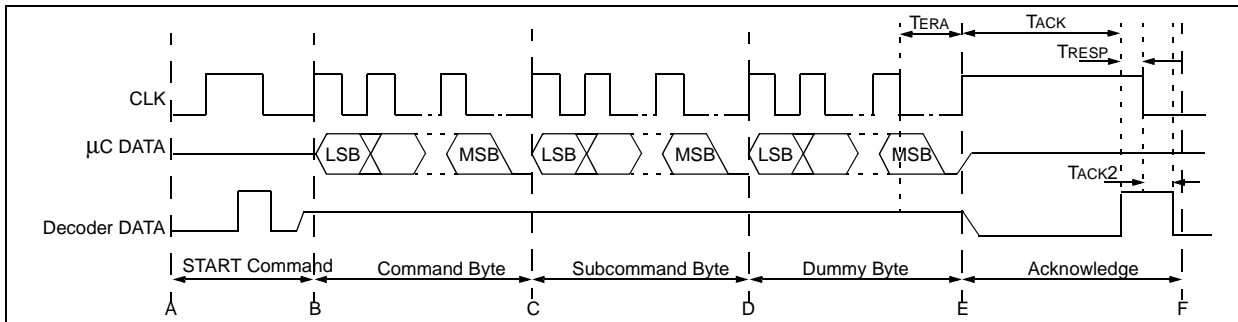 TERA
TACK
TRESP
CLK
µC DATA
LSB
MSB
LSB
MSB
LSB
MSB
TACK2
Decoder DATA
START Command
Command Byte
Subcommand Byte
Dummy Byte
Acknowledge
A
B
C
D
E
F